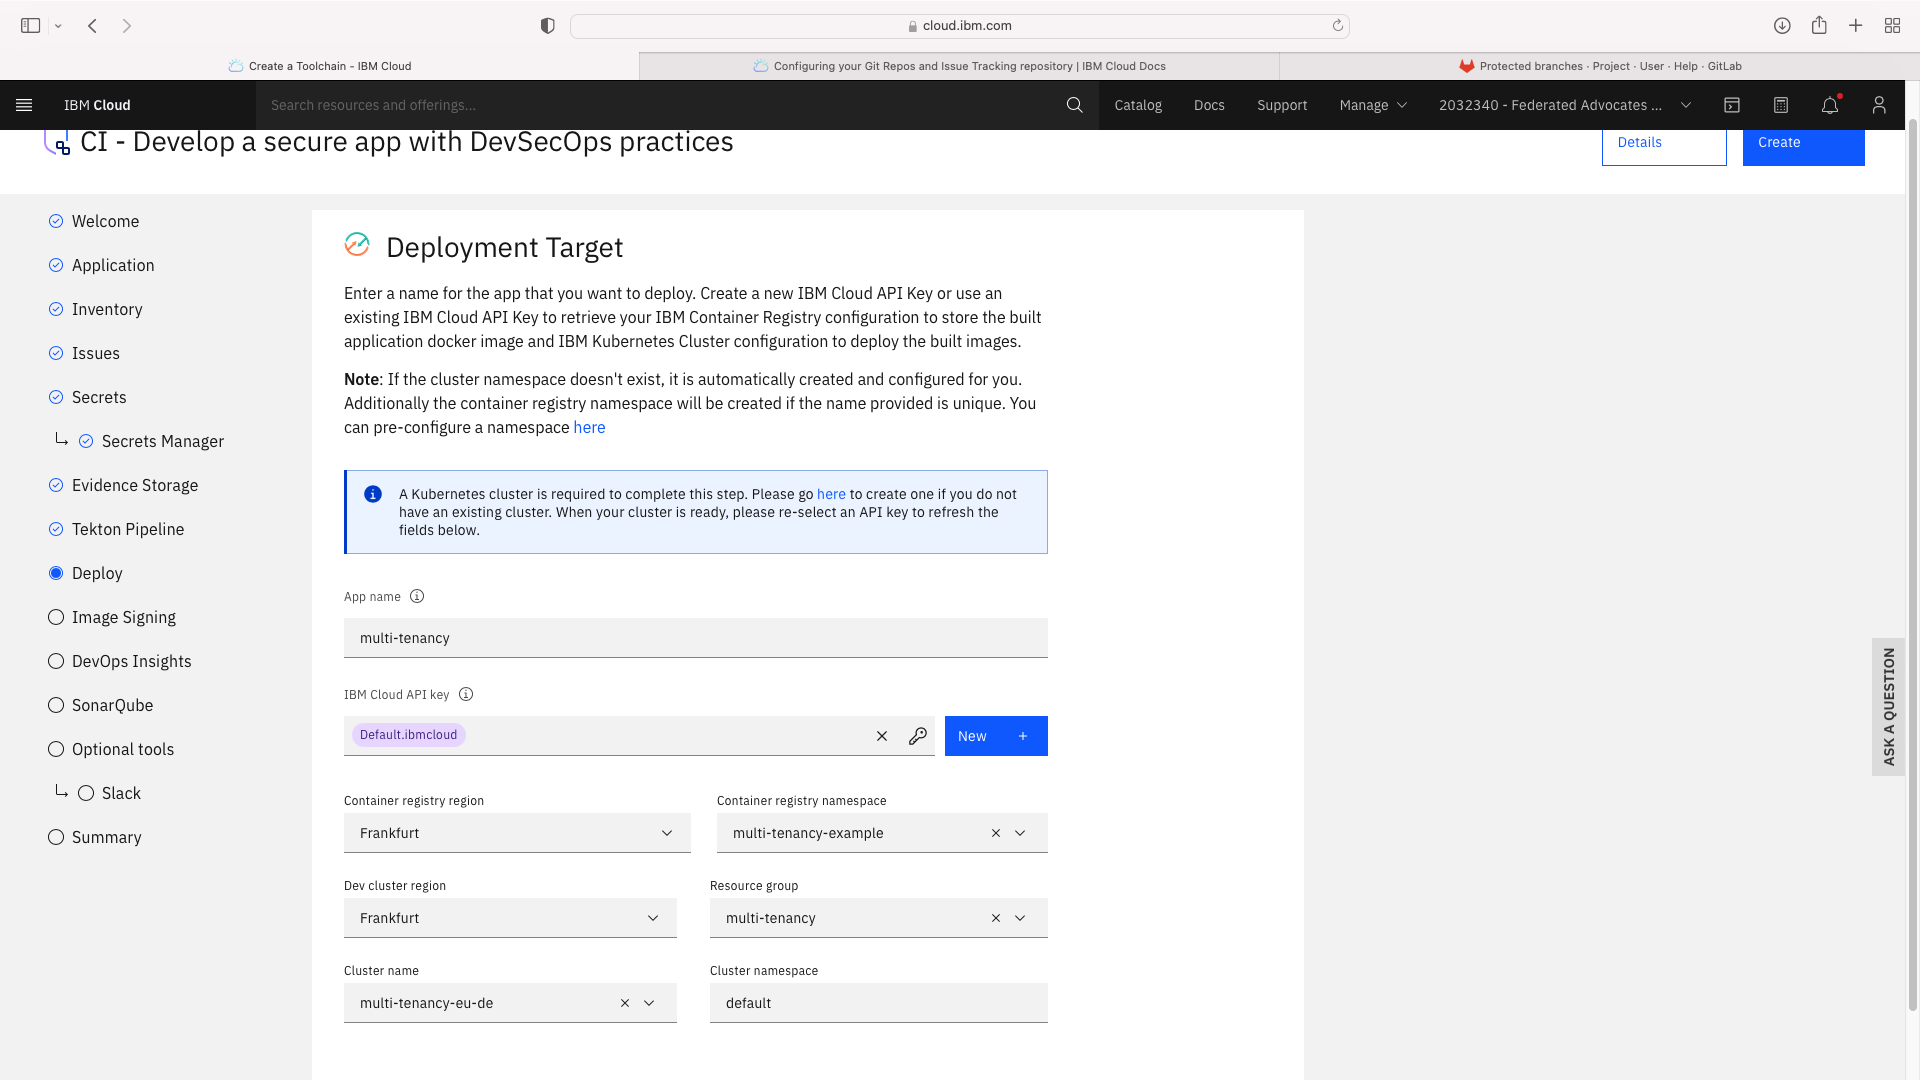 cloud.ibm.com
Create a Toolchain - IBM Cloud
Configuring your Git Repos and Issue Tracking repository | IBM Cloud Docs
Protected branches · Project · User · Help · GitLab
IBM Cloud
Search resources and offerings...
Catalog
Docs
Support
Manage
2032340 - Federated Advocates ...
CI - Develop a secure app with DevSecOps practices
Details
Create
Welcome
Application
Inventory
Issues
Secrets
Secrets Manager
Evidence Storage
Tekton Pipeline
Deploy
Image Signing
DevOps Insights
SonarQube
Optional tools
Slack
Summary
Deployment Target
Enter a name for the app that you want to deploy. Create a new IBM Cloud API Key or use an
existing IBM Cloud API Key to retrieve your IBM Container Registry configuration to store the built
application docker image and IBM Kubernetes Cluster configuration to deploy the built images.
Note: If the cluster namespace doesn't exist, it is automatically created and configured for you.
Additionally the container registry namespace will be created if the name provided is unique. You
can pre-configure a namespace here
A Kubernetes cluster is required to complete this step. Please go here to create one if you do not
have an existing cluster. When your cluster is ready, please re-select an API key to refresh the
fields below.
App name
multi-tenancy
IBM Cloud API key
Default.ibmcloud
New +
Container registry region
Frankfurt
Container registry namespace
multi-tenancy-example
Dev cluster region
Frankfurt
Resource group
multi-tenancy
Cluster name
multi-tenancy-eu-de
Cluster namespace
default
ASK A QUESTION